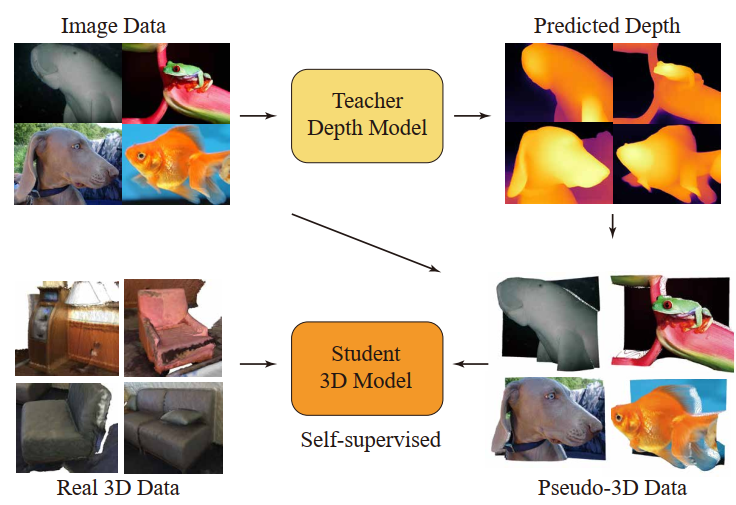 Image Data
Predicted Depth
Teacher
Depth Model
Student
3D Model
Self-supervised
Real 3D Data
Pseudo-3D Data